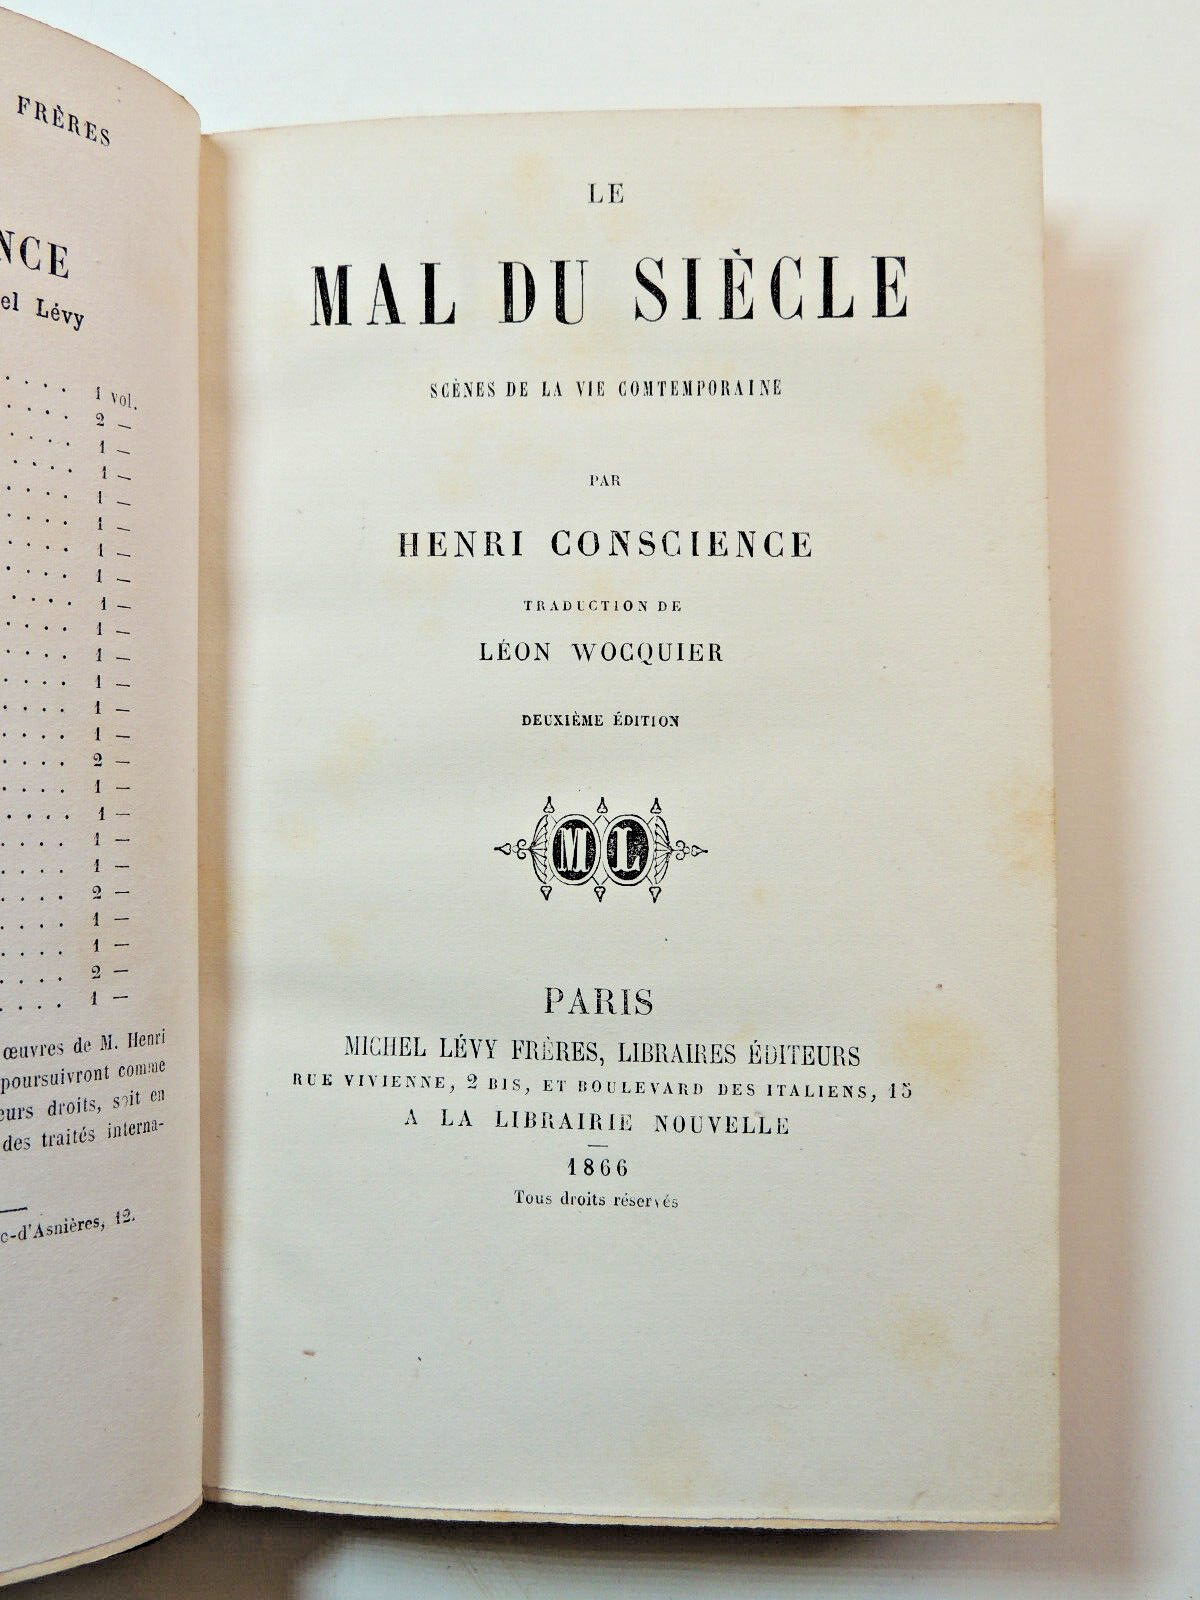 FRÈRES
NCE
el Lévy
1 vol.
2 —
1 —
1 —
1 —
1 —
1 —
1 —
1 —
1 —
1 —
1 —
1 —
1 —
2 —
1 —
1 —
1 —
1 —
2 —
1 —
1 —
2 —
1 —
œuvres de M. Henri
poursuivront comme
eurs droits, soit en
des traités interna-
c-d'Asnières, 12.
LE
MAL DU SIÈCLE
SCÈNES DE LA VIE COMTEMPORAINE
PAR
HENRI CONSCIENCE
TRADUCTION DE
LÉON WOCQUIER
DEUXIÈME ÉDITION
ML
PARIS
MICHEL LÉVY FRÈRES, LIBRAIRES ÉDITEURS
RUE VIVIENNE, 2 BIS, ET BOULEVARD DES ITALIENS, 15
A LA LIBRAIRIE NOUVELLE
1866
Tous droits réservés